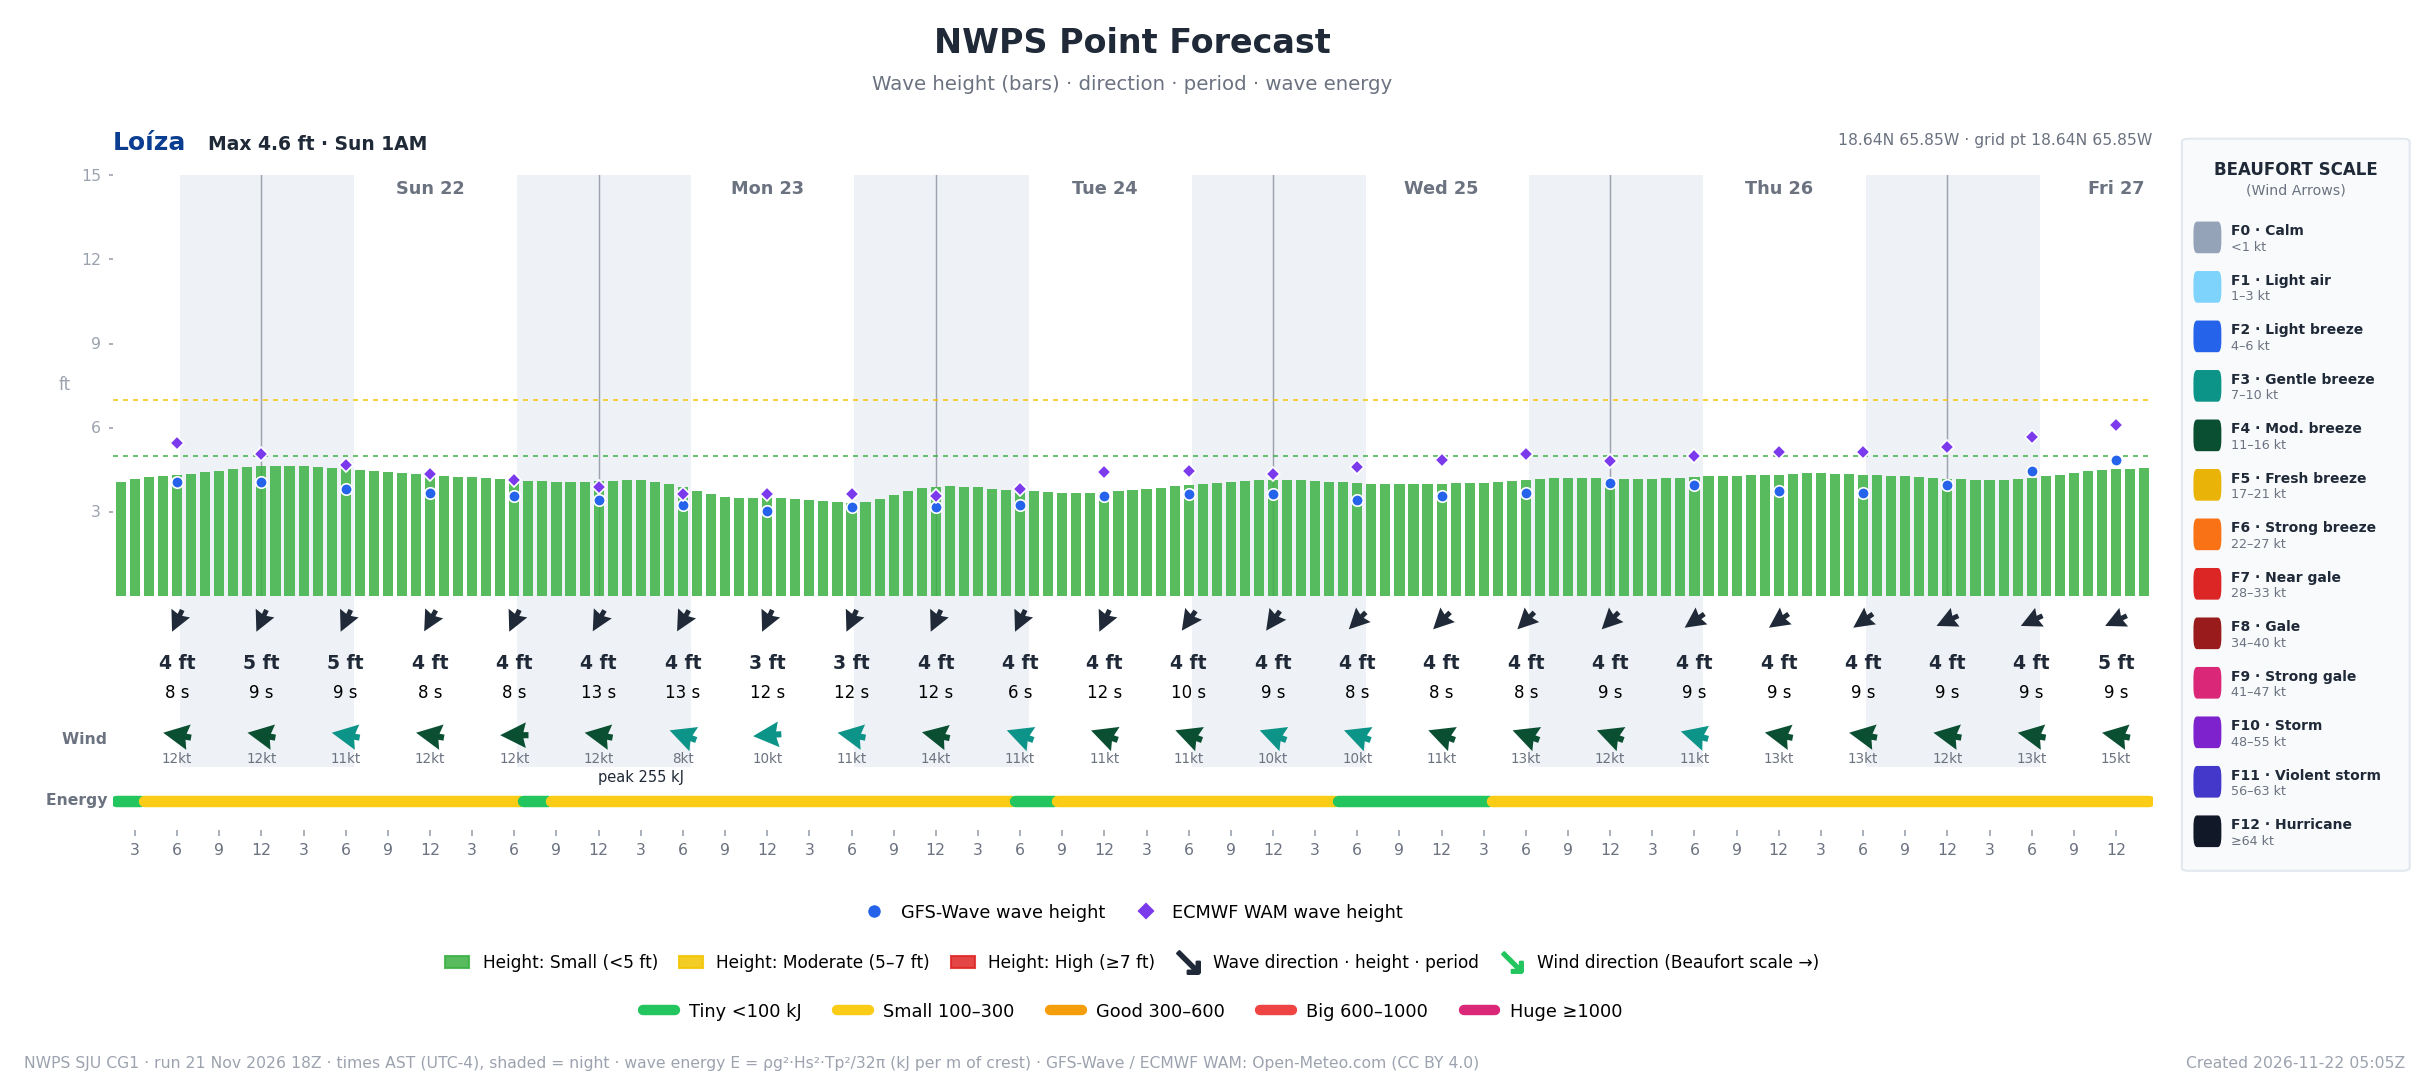 NWPS Point Forecast
Wave height (bars) · direction · period · wave energy
Loíza Max 4.6 ft · Sun 1AM
18.64N 65.85W · grid pt 18.64N 65.85W
Sun 22 Mon 23 Tue 24 Wed 25 Thu 26 Fri 27
15
12
9
ft
6
3
4 ft 5 ft 5 ft 4 ft 4 ft 4 ft 4 ft 3 ft 3 ft 4 ft 4 ft 4 ft 4 ft 4 ft 4 ft 4 ft 4 ft 4 ft 4 ft 4 ft 4 ft 4 ft 4 ft 5 ft
8 s 9 s 9 s 8 s 8 s 13 s 13 s 12 s 12 s 12 s 6 s 12 s 10 s 9 s 8 s 8 s 8 s 9 s 9 s 9 s 9 s 9 s 9 s 9 s
Wind
12kt 12kt 11kt 12kt 12kt 12kt 8kt 10kt 11kt 14kt 11kt 11kt 11kt 10kt 10kt 11kt 13kt 12kt 11kt 13kt 13kt 12kt 13kt 15kt
peak 255 kJ
Energy
3 6 9 12 3 6 9 12 3 6 9 12 3 6 9 12 3 6 9 12 3 6 9 12 3 6 9 12 3 6 9 12 3 6 9 12 3 6 9 12 3 6 9 12 3 6 9 12
BEAUFORT SCALE
(Wind Arrows)
F0 · Calm
<1 kt
F1 · Light air
1–3 kt
F2 · Light breeze
4–6 kt
F3 · Gentle breeze
7–10 kt
F4 · Mod. breeze
11–16 kt
F5 · Fresh breeze
17–21 kt
F6 · Strong breeze
22–27 kt
F7 · Near gale
28–33 kt
F8 · Gale
34–40 kt
F9 · Strong gale
41–47 kt
F10 · Storm
48–55 kt
F11 · Violent storm
56–63 kt
F12 · Hurricane
≥64 kt
GFS-Wave wave height ECMWF WAM wave height
Height: Small (<5 ft) Height: Moderate (5–7 ft) Height: High (≥7 ft) Wave direction · height · period Wind direction (Beaufort scale →)
Tiny <100 kJ Small 100–300 Good 300–600 Big 600–1000 Huge ≥1000
NWPS SJU CG1 · run 21 Nov 2026 18Z · times AST (UTC-4), shaded = night · wave energy E = ρg²·Hs²·Tp²/32π (kJ per m of crest) · GFS-Wave / ECMWF WAM: Open-Meteo.com (CC BY 4.0)
Created 2026-11-22 05:05Z